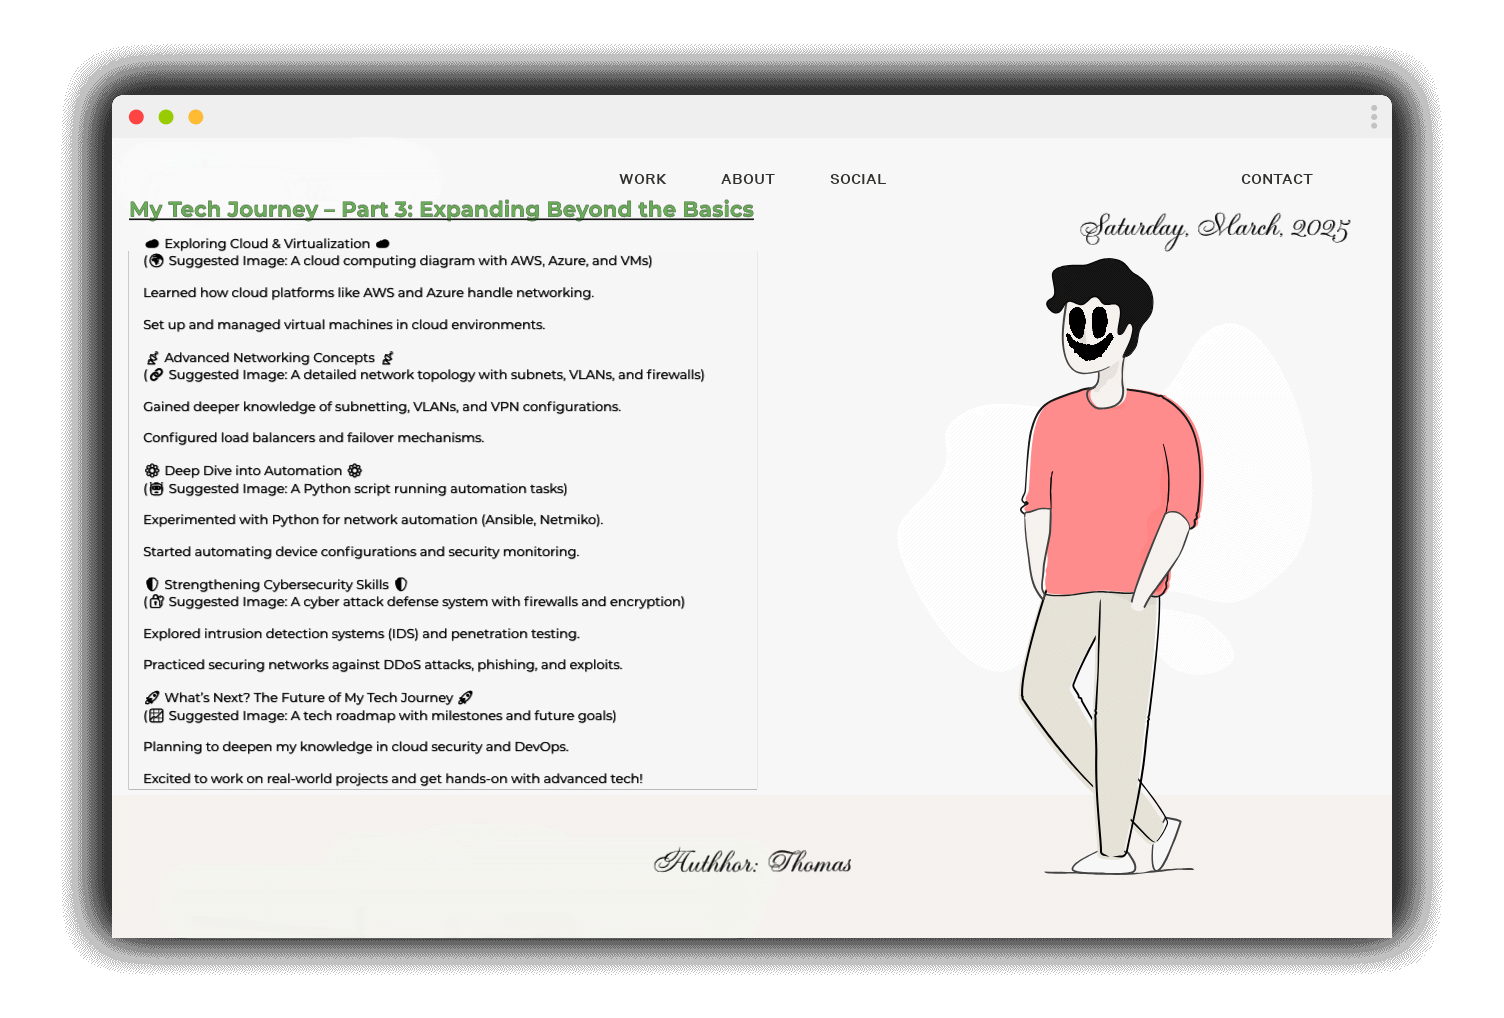 WORK ABOUT SOCIAL CONTACT
My Tech Journey – Part 3: Expanding Beyond the Basics
Saturday, March, 2025
☁ Exploring Cloud & Virtualization ☁
(🌍 Suggested Image: A cloud computing diagram with AWS, Azure, and VMs)
Learned how cloud platforms like AWS and Azure handle networking.
Set up and managed virtual machines in cloud environments.
📡 Advanced Networking Concepts 📡
(🔗 Suggested Image: A detailed network topology with subnets, VLANs, and firewalls)
Gained deeper knowledge of subnetting, VLANs, and VPN configurations.
Configured load balancers and failover mechanisms.
⚙ Deep Dive into Automation ⚙
(🤖 Suggested Image: A Python script running automation tasks)
Experimented with Python for network automation (Ansible, Netmiko).
Started automating device configurations and security monitoring.
🛡 Strengthening Cybersecurity Skills 🛡
(🔐 Suggested Image: A cyber attack defense system with firewalls and encryption)
Explored intrusion detection systems (IDS) and penetration testing.
Practiced securing networks against DDoS attacks, phishing, and exploits.
🚀 What’s Next? The Future of My Tech Journey 🚀
(🗺 Suggested Image: A tech roadmap with milestones and future goals)
Planning to deepen my knowledge in cloud security and DevOps.
Excited to work on real-world projects and get hands-on with advanced tech!
Authhor: Thomas